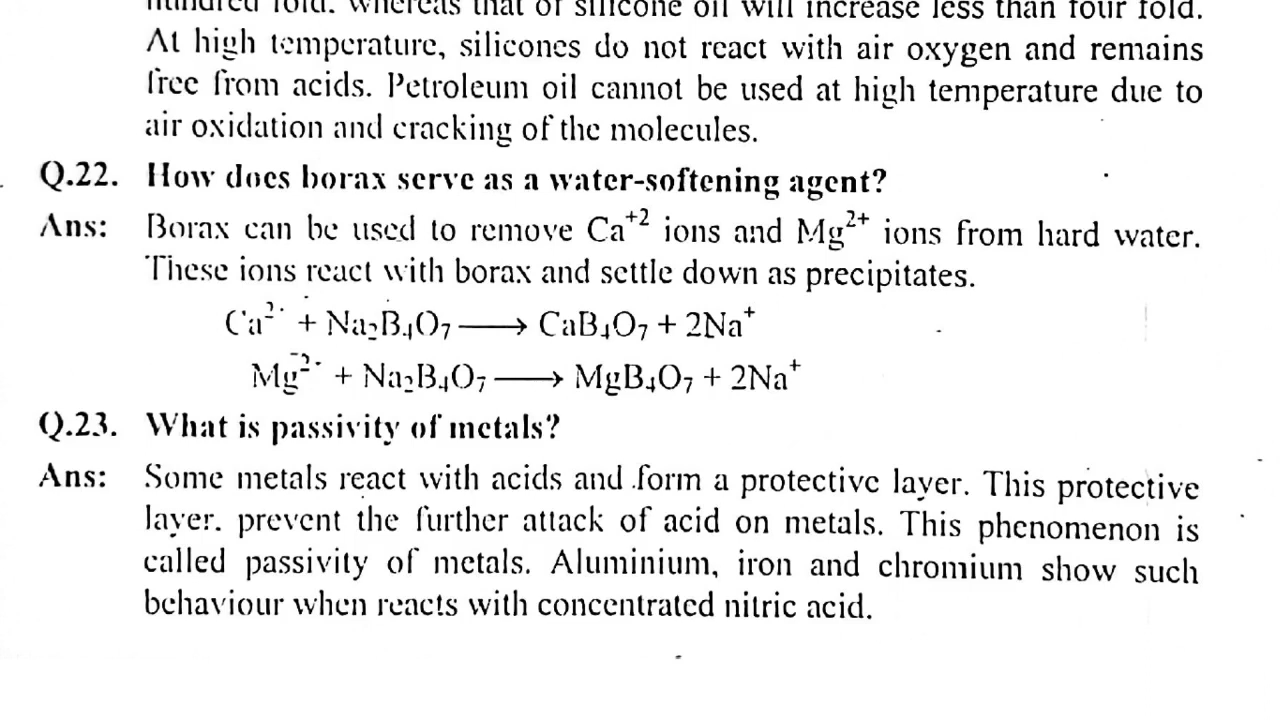 hundred fold. whereas that of silicone oil will increase less than four fold.
At high temperature, silicones do not react with air oxygen and remains
free from acids. Petroleum oil cannot be used at high temperature due to
air oxidation and cracking of the molecules.
Q.22. How does borax serve as a water-softening agent?
Ans: Borax can be used to remove Ca⁺² ions and Mg²⁺ ions from hard water.
These ions react with borax and settle down as precipitates.
Ca²⁺ + Na₂B₄O₇ ⟶ CaB₄O₇ + 2Na⁺
Mg²⁺ + Na₂B₄O₇ ⟶ MgB₄O₇ + 2Na⁺
Q.23. What is passivity of metals?
Ans: Some metals react with acids and form a protective layer. This protective
layer. prevent the further attack of acid on metals. This phenomenon is
called passivity of metals. Aluminium, iron and chromium show such
behaviour when reacts with concentrated nitric acid.